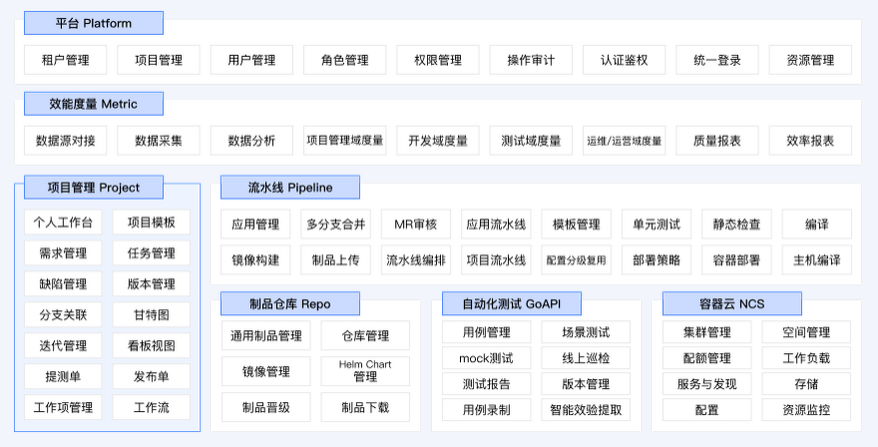 平台 Platform
租户管理 项目管理 用户管理 角色管理 权限管理 操作审计 认证鉴权 统一登录 资源管理
效能度量 Metric
数据源对接 数据采集 数据分析 项目管理域度量 开发域度量 测试域度量 运维/运营域度量 质量报表 效率报表
项目管理 Project
个人工作台 项目模板
需求管理 任务管理
缺陷管理 版本管理
分支关联 甘特图
迭代管理 看板视图
提测单 发布单
工作项管理 工作流
流水线 Pipeline
应用管理 多分支合并 MR审核 应用流水线 模板管理 单元测试 静态检查 编译
镜像构建 制品上传 流水线编排 项目流水线 配置分级复用 部署策略 容器部署 主机编译
制品仓库 Repo
通用制品管理 仓库管理
镜像管理 Helm Chart
管理
制品晋级 制品下载
自动化测试 GoAPI
用例管理 场景测试
mock测试 线上巡检
测试报告 版本管理
用例录制 智能效验提取
容器云 NCS
集群管理 空间管理
配额管理 工作负载
服务与发现 存储
配置 资源监控